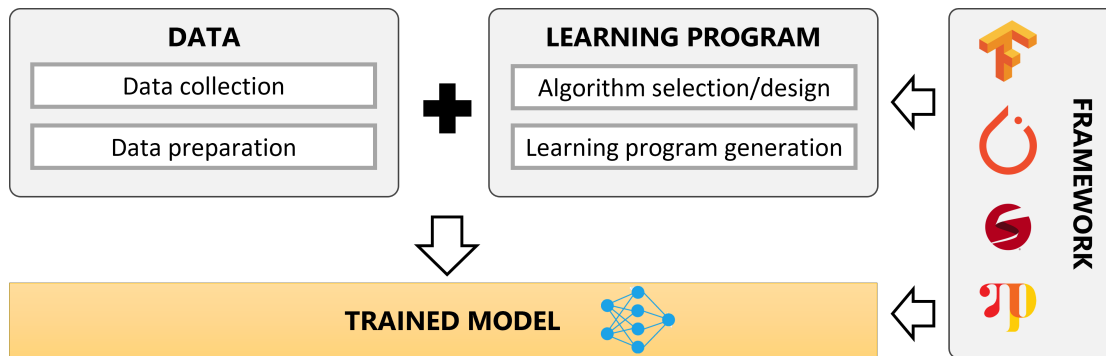 DATA
Data collection
Data preparation
LEARNING PROGRAM
Algorithm selection/design
Learning program generation
FRAMEWORK
TRAINED MODEL